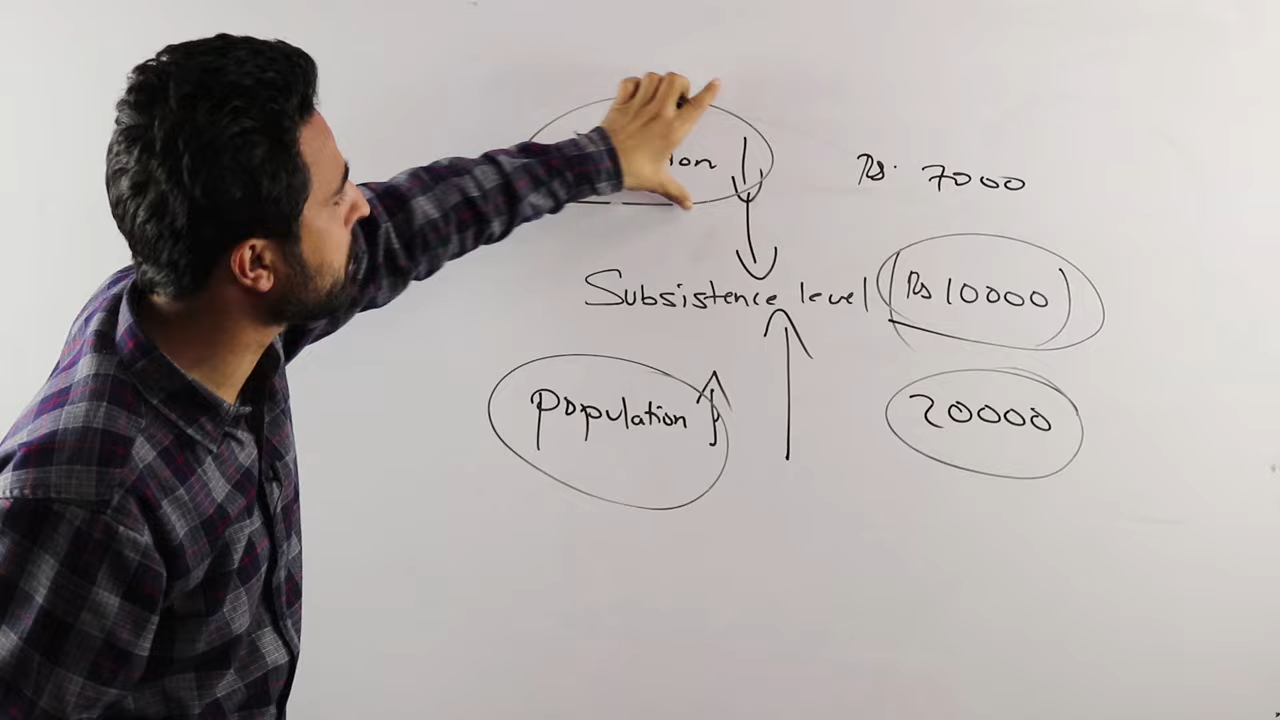 Rs. 7000
Subsistence level (Rs 10000)
population 20000